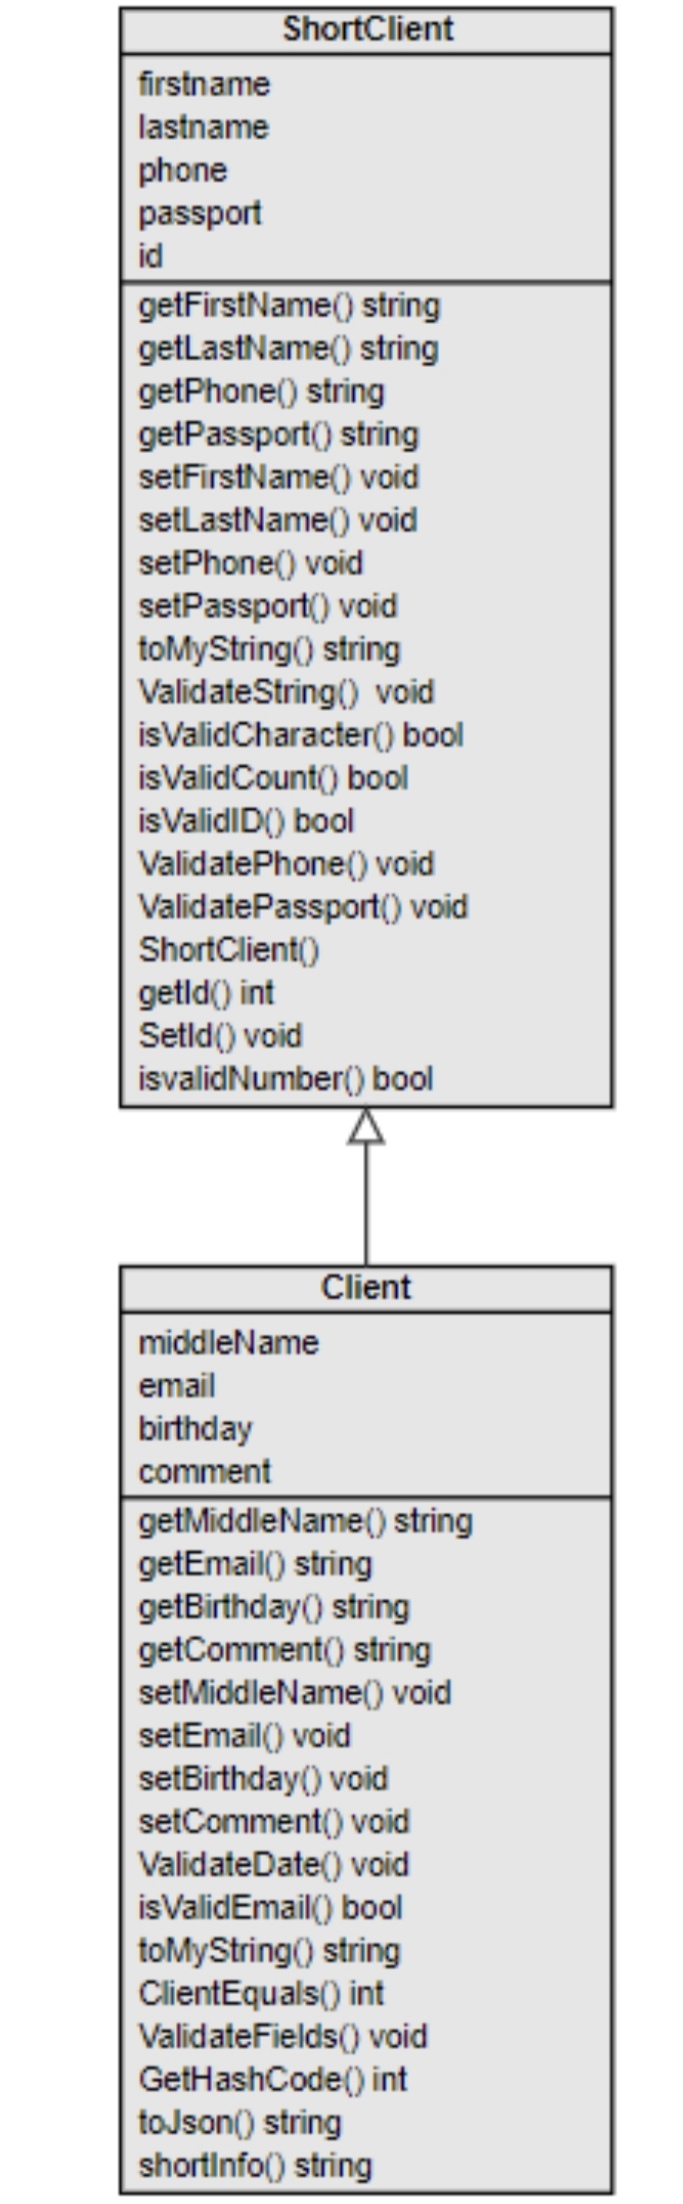 ShortClient
firstname
lastname
phone
passport
id
getFirstName() string
getLastName() string
getPhone() string
getPassport() string
setFirstName() void
setLastName() void
setPhone() void
setPassport() void
toMyString() string
ValidateString()  void
isValidCharacter() bool
isValidCount() bool
isValidID() bool
ValidatePhone() void
ValidatePassport() void
ShortClient()
getId() int
SetId() void
isvalidNumber() bool
Client
middleName
email
birthday
comment
getMiddleName() string
getEmail() string
getBirthday() string
getComment() string
setMiddleName() void
setEmail() void
setBirthday() void
setComment() void
ValidateDate() void
isValidEmail() bool
toMyString() string
ClientEquals() int
ValidateFields() void
GetHashCode() int
toJson() string
shortInfo() string